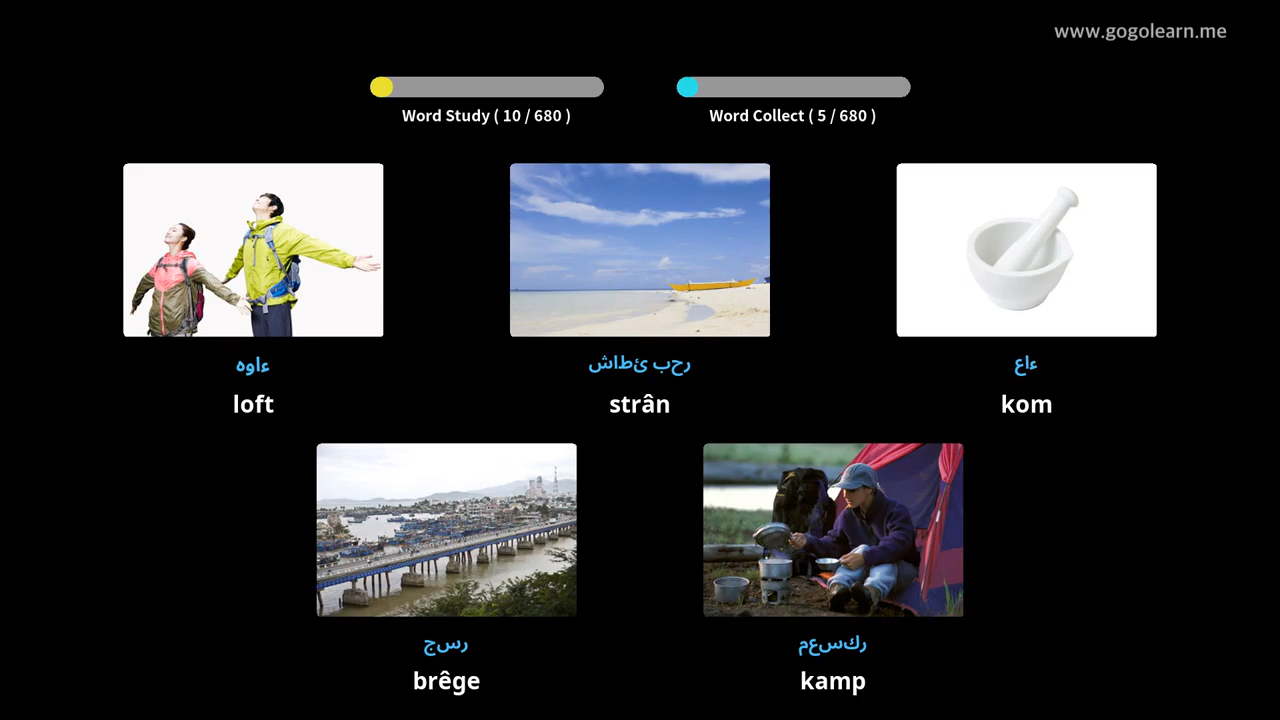 www.gogolearn.me
Word Study ( 10 / 680 )
Word Collect ( 5 / 680 )
ءاوه
رحب ئطاش
ءاع
loft
strân
kom
رسج
ركسعم
brêge
kamp